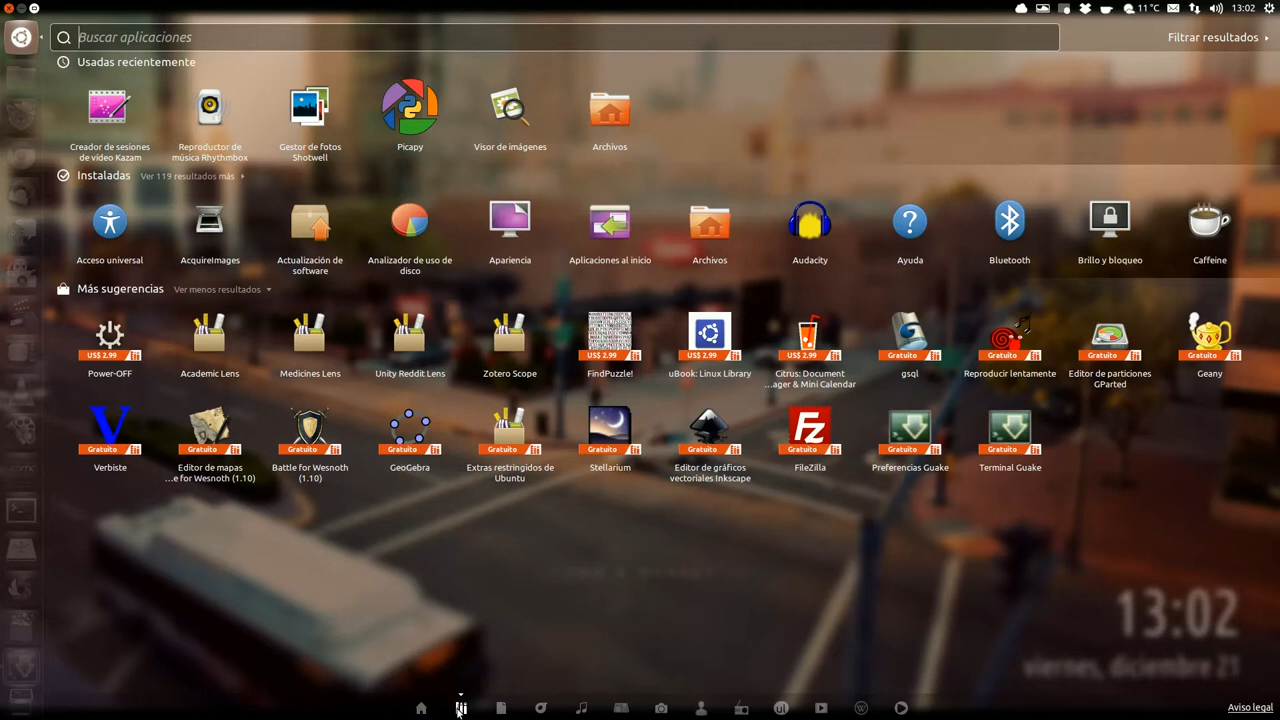 11 °C
13:02
Buscar aplicaciones
Filtrar resultados
Usadas recientemente
Creador de sesiones de vídeo Kazam
Reproductor de música Rhythmbox
Gestor de fotos Shotwell
Picapy
Visor de imágenes
Archivos
Instaladas
Ver 119 resultados más
Acceso universal
AcquireImages
Actualización de software
Analizador de uso de disco
Apariencia
Aplicaciones al inicio
Archivos
Audacity
Ayuda
Bluetooth
Brillo y bloqueo
Caffeine
Más sugerencias
Ver menos resultados
US$ 2.99
Power-OFF
Academic Lens
Medicines Lens
Unity Reddit Lens
Zotero Scope
US$ 2.99
FindPuzzle!
US$ 2.99
uBook: Linux Library
US$ 2.99
Citrus: Document
...ager & Mini Calendar
Gratuito
gsql
Gratuito
Reproducir lentamente
Gratuito
Editor de particiones
GParted
Gratuito
Geany
Gratuito
Verbiste
Gratuito
Editor de mapas
...e for Wesnoth (1.10)
Gratuito
Battle for Wesnoth
(1.10)
Gratuito
GeoGebra
Gratuito
Extras restringidos de
Ubuntu
Gratuito
Stellarium
Gratuito
Editor de gráficos
vectoriales Inkscape
Fz
Gratuito
FileZilla
Gratuito
Preferencias Guake
Gratuito
Terminal Guake
13:02
viernes, diciembre 21
Aviso legal